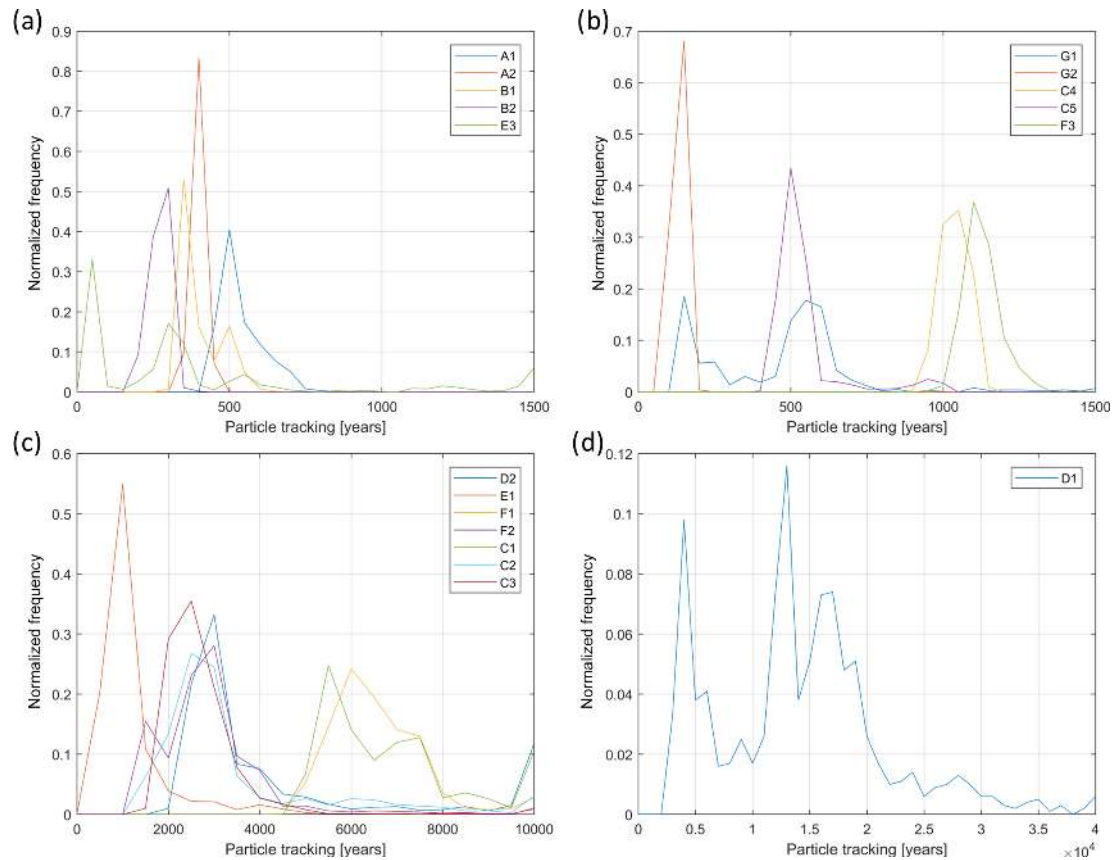 (a)
0.9
0.8
0.7
0.6
0.5
0.4
0.3
0.2
0.1
0
Normalized frequency
A1
A2
B1
B2
E3
0 500 1000 1500
Particle tracking [years]
(b)
0.7
0.6
0.5
0.4
0.3
0.2
0.1
0
Normalized frequency
G1
G2
C4
C5
F3
0 500 1000 1500
Particle tracking [years]
(c)
0.6
0.5
0.4
0.3
0.2
0.1
0
Normalized frequency
D2
E1
F1
F2
C1
C2
C3
0 2000 4000 6000 8000 10000
Particle tracking [years]
(d)
0.12
0.1
0.08
0.06
0.04
0.02
0
Normalized frequency
D1
0 0.5 1 1.5 2 2.5 3 3.5 4
Particle tracking [years]
×10⁴